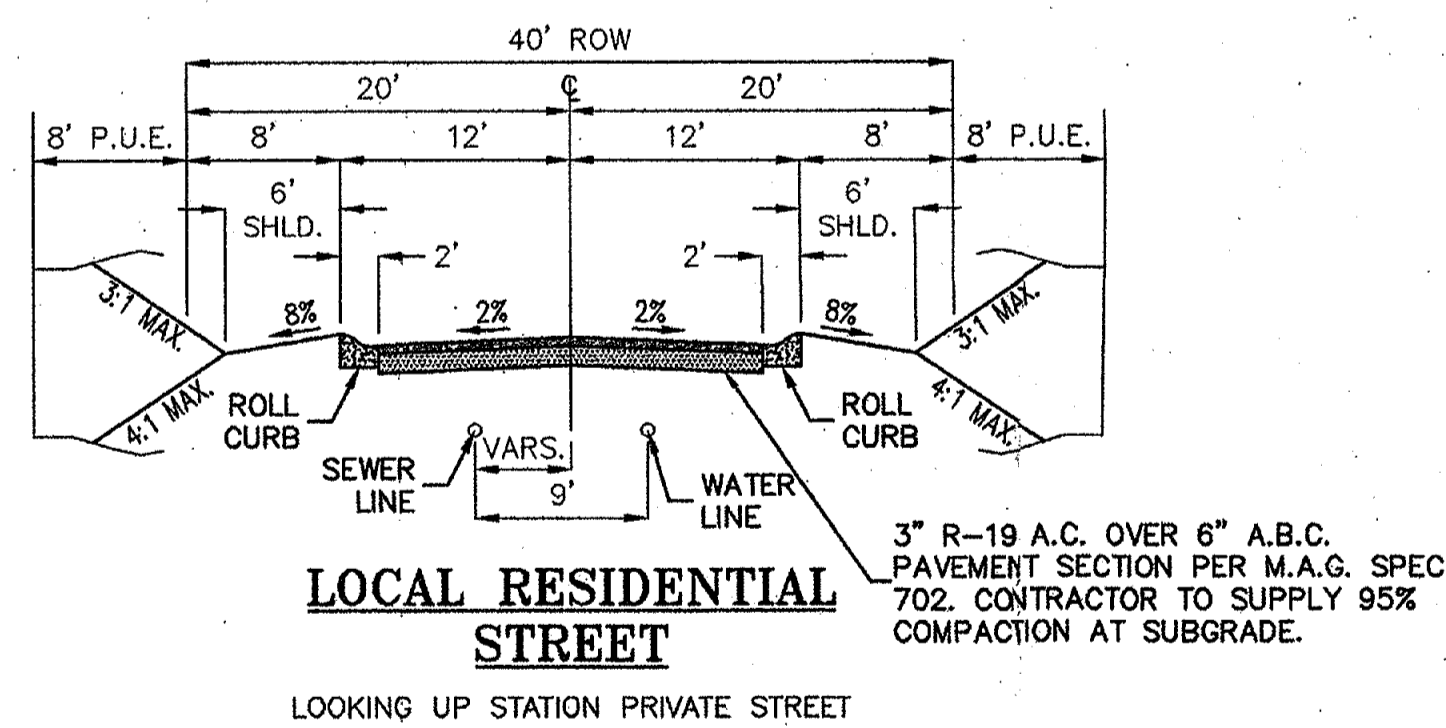 40' ROW
20' ℄ 20'
8' P.U.E. 8' 12' 12' 8' 8' P.U.E.
6' SHLD.
6' SHLD.
2' 2'
3:1 MAX. 8% 2% 2% 8% 3:1 MAX.
4:1 MAX. 4:1 MAX.
ROLL CURB
ROLL CURB
SEWER LINE
VARS.
9'
WATER LINE
3" R-19 A.C. OVER 6" A.B.C.
PAVEMENT SECTION PER M.A.G. SPEC
702. CONTRACTOR TO SUPPLY 95%
COMPACTION AT SUBGRADE.
LOCAL RESIDENTIAL
STREET
LOOKING UP STATION PRIVATE STREET